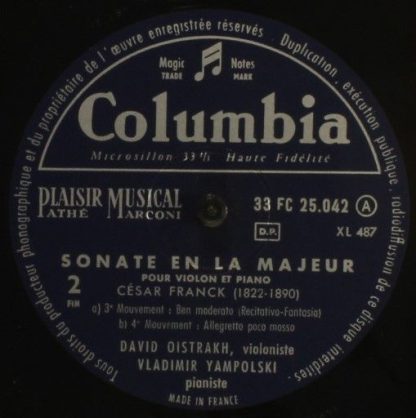 Tous droits du producteur phonographique et du propriétaire de l'œuvre enregistrée réservés - Duplication, exécution publique, radiodiffusion de ce disque interdites.
Magic Notes
TRADE MARK
Columbia
Microsillon 33 ⅓ Haute Fidélité
PLAISIR MUSICAL
PATHÉ MARCONI
33 FC 25.042 A
D.P.
XL 487
SONATE EN LA MAJEUR
POUR VIOLON ET PIANO
2
FIN
CÉSAR FRANCK (1822-1890)
a) 3e Mouvement : Ben moderato (Recitativo-Fantasia)
b) 4e Mouvement : Allegretto poco mosso
DAVID OISTRAKH, violoniste
VLADIMIR YAMPOLSKI
pianiste
MADE IN FRANCE